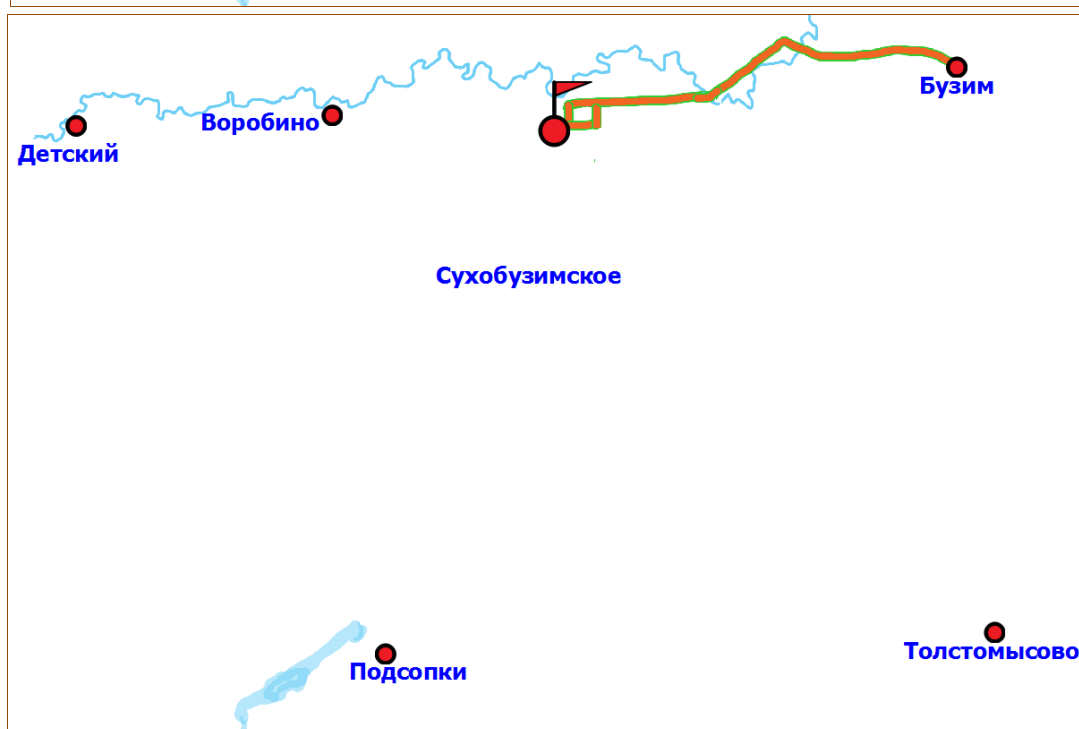 Бузим
Воробино
Детский
Сухобузимское
Толстомысово
Подсопки